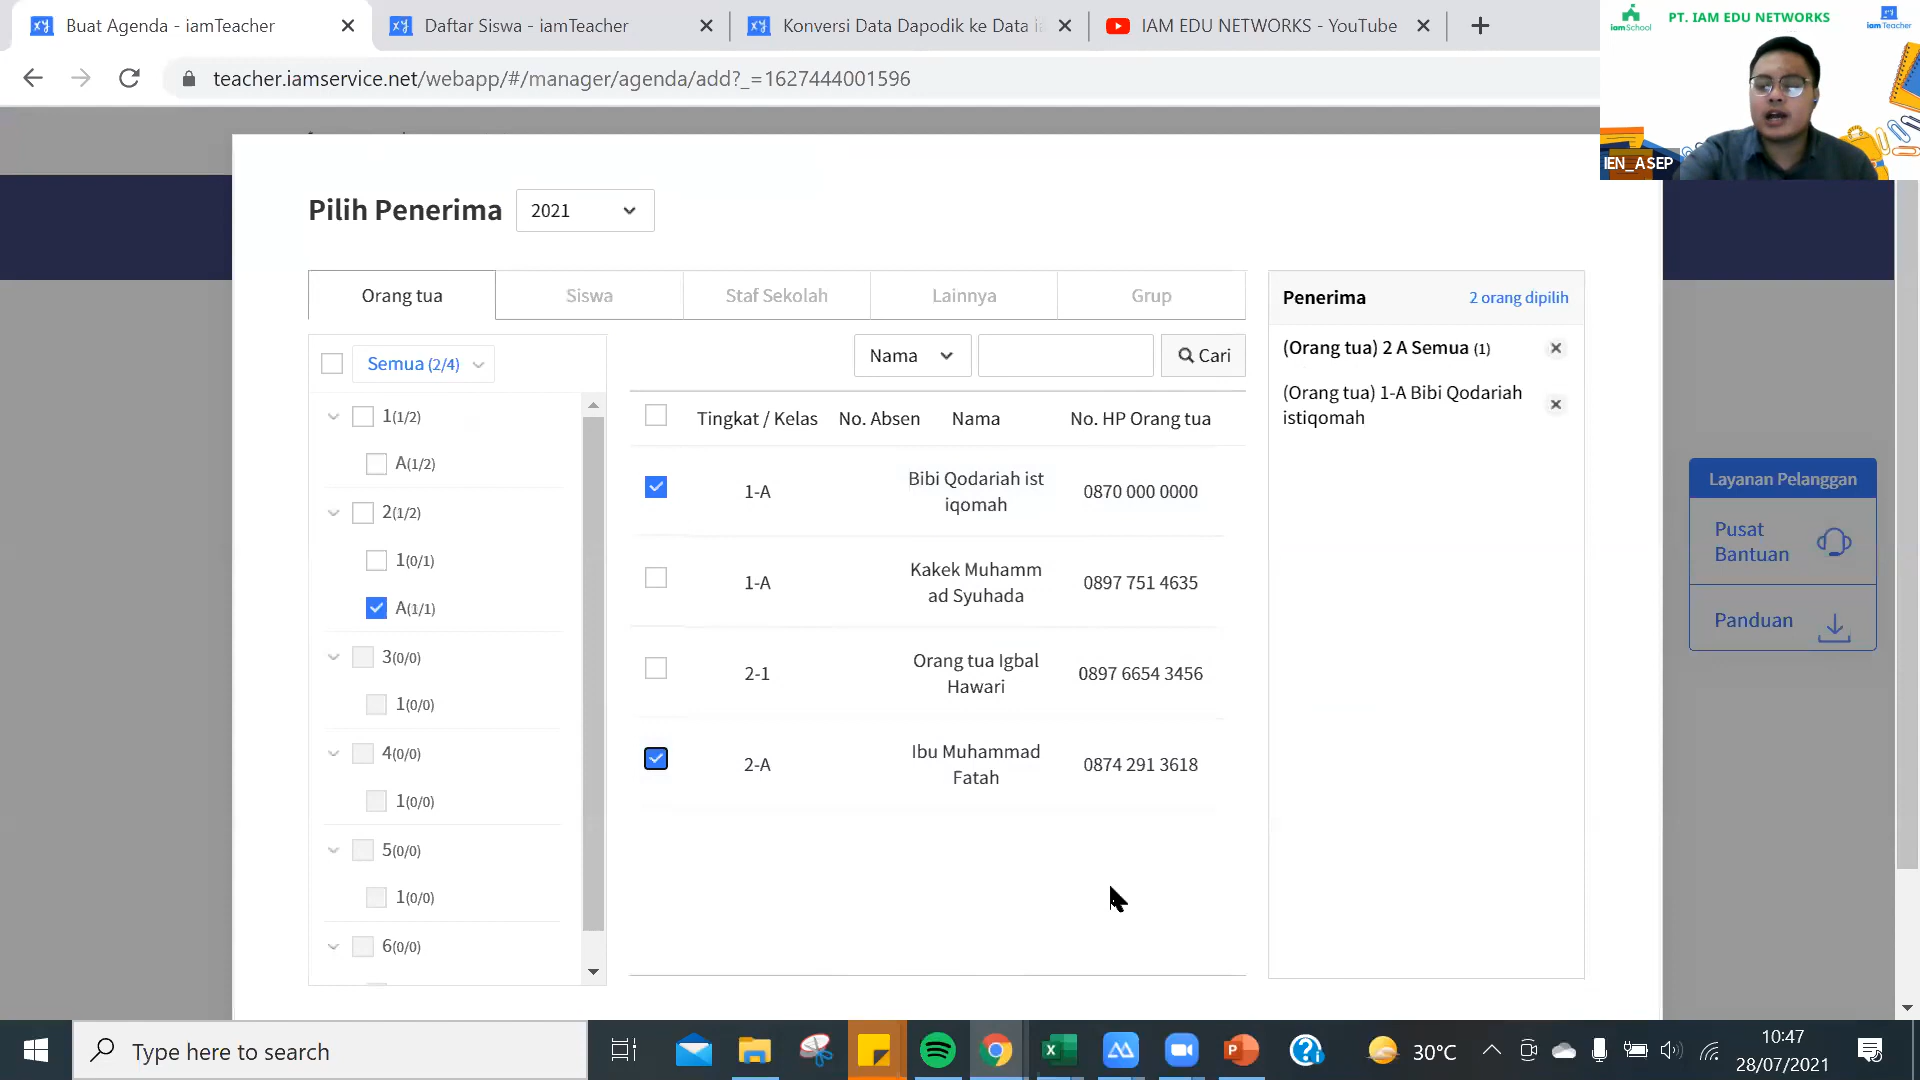 Buat Agenda - iamTeacher
Daftar Siswa - iamTeacher
Konversi Data Dapodik ke Data
IAM EDU NETWORKS - YouTube
teacher.iamservice.net/webapp/#/manager/agenda/add?_=1627444001596
iamSchool
PT. IAM EDU NETWORKS
iamTeacher
IEN_ASEP
Pilih Penerima 2021
Orang tua
Siswa
Staf Sekolah
Lainnya
Grup
Semua (2/4)
1(1/2)
A(1/2)
2(1/2)
1(0/1)
A(1/1)
3(0/0)
1(0/0)
4(0/0)
1(0/0)
5(0/0)
1(0/0)
6(0/0)
Nama
Cari
Tingkat / Kelas No. Absen Nama No. HP Orang tua
1-A Bibi Qodariah ist 0870 000 0000
iqomah
1-A Kakek Muhamm 0897 751 4635
ad Syuhada
2-1 Orang tua Igbal 0897 6654 3456
Hawari
2-A Ibu Muhammad 0874 291 3618
Fatah
Penerima 2 orang dipilih
(Orang tua) 2 A Semua (1)
(Orang tua) 1-A Bibi Qodariah
istiqomah
Layanan Pelanggan
Pusat
Bantuan
Panduan
Type here to search
30°C
10:47
28/07/2021